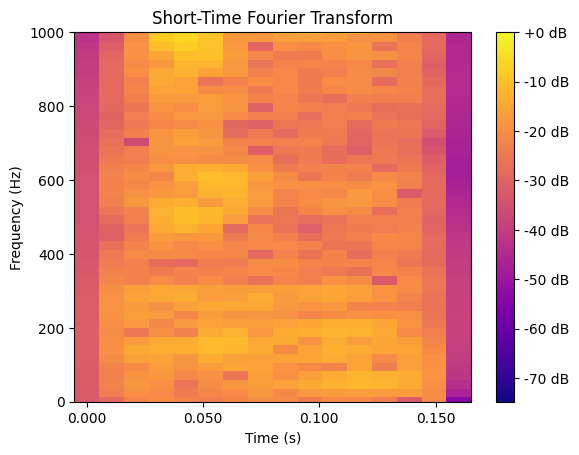 Short-Time Fourier Transform
Frequency (Hz)
1000
800
600
400
200
0
0.000
0.050
0.100
0.150
Time (s)
+0 dB
-10 dB
-20 dB
-30 dB
-40 dB
-50 dB
-60 dB
-70 dB